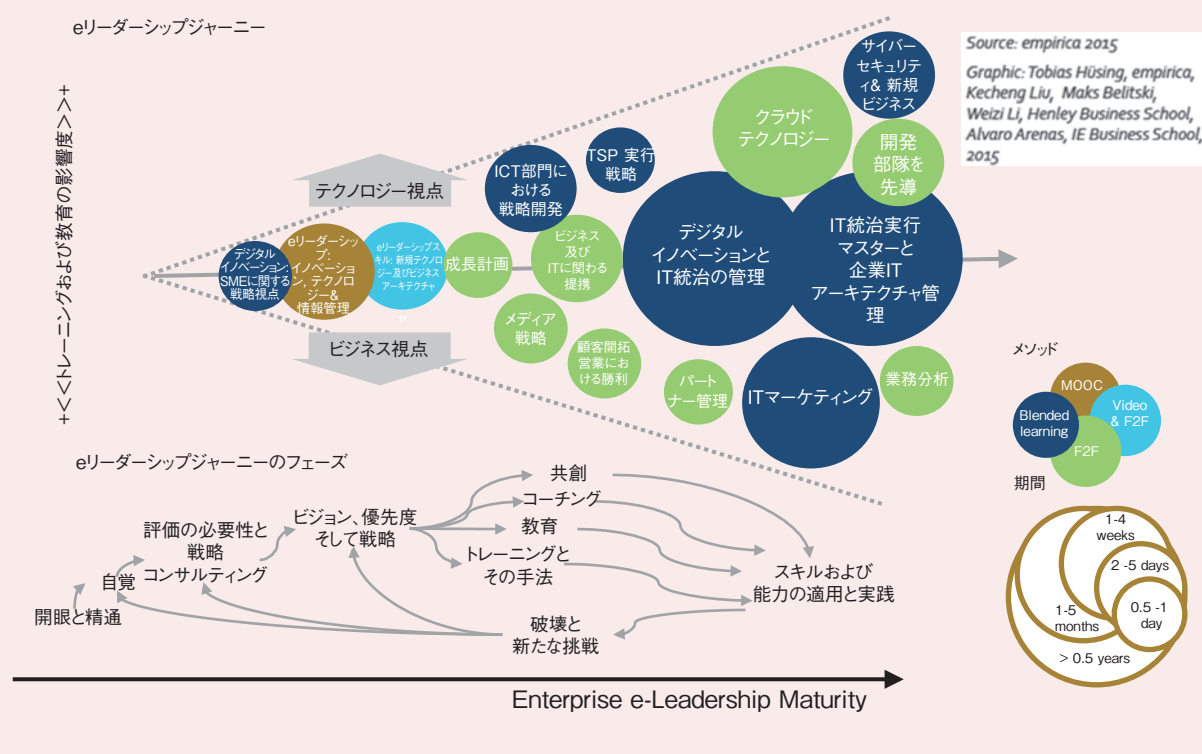 eリーダーシップジャーニー
+<<トレーニングおよび教育の影響度>>+
Source: empirica 2015
Graphic: Tobias Hüsing, empirica,
Kecheng Liu, Maks Belitski,
Weizi Li, Henley Business School,
Alvaro Arenas, IE Business School,
2015
サイバー
セキュリテ
ィ& 新規
ビジネス
クラウド
テクノロジー
開発
部隊を
先導
TSP 実行
戦略
ICT部門に
おける
戦略開発
テクノロジー視点
デジタル
イノベーション:
SMEに関する
戦略視点
eリーダーシッ
プ:
イノベーショ
ン, テクノロ
ジー&
情報管理
eリーダーシップス
キル: 新規テクノロ
ジー及びビジネス
アーキテクチャ
ャ
成長計画
ビジネス
及び
ITに関わる
提携
デジタル
イノベーションと
IT統治の管理
IT統治実行
マスターと
企業IT
アーキテクチャ管
理
メディア
戦略
ビジネス視点
顧客開拓
営業にお
ける勝利
パート
ナー管理
ITマーケティング
業務分析
メソッド
MOOC
Blended
learning
Video
& F2F
F2F
期間
1-4
weeks
2 -5 days
0.5 -1
day
1-5
months
> 0.5 years
eリーダーシップジャーニーのフェーズ
開眼と精通
自覚
評価の必要性と
戦略
コンサルティング
ビジョン、優先度
そして戦略
共創
コーチング
教育
トレーニングと
その手法
スキルおよび
能力の適用と実践
破壊と
新たな挑戦
Enterprise e-Leadership Maturity